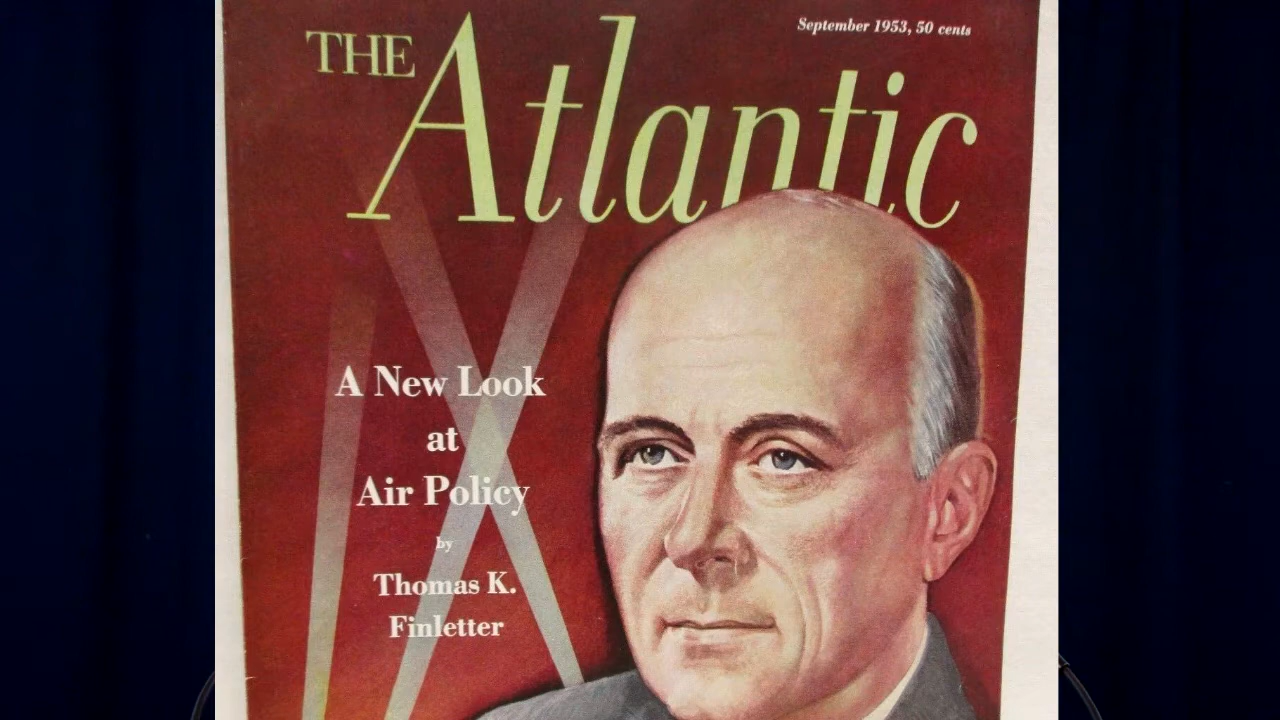 September 1953, 50 cents
THE Atlantic
A New Look
at
Air Policy
by
Thomas K.
Finletter